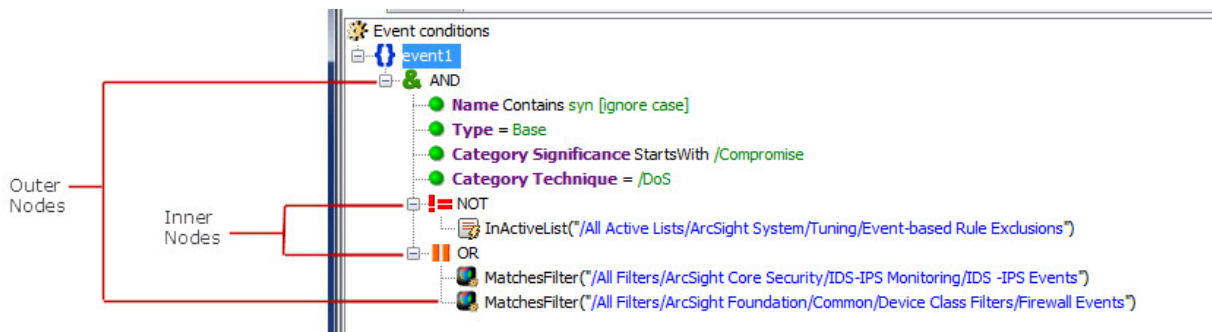 Event conditions
event1
AND
Name Contains syn [ignore case]
Type = Base
Category Significance StartsWith /Compromise
Category Technique = /DoS
Outer
Nodes
Inner
Nodes
NOT
InActiveList("/All Active Lists/ArcSight System/Tuning/Event-based Rule Exclusions")
OR
MatchesFilter("/All Filters/ArcSight Core Security/IDS-IPS Monitoring/IDS -IPS Events")
MatchesFilter("/All Filters/ArcSight Foundation/Common/Device Class Filters/Firewall Events")